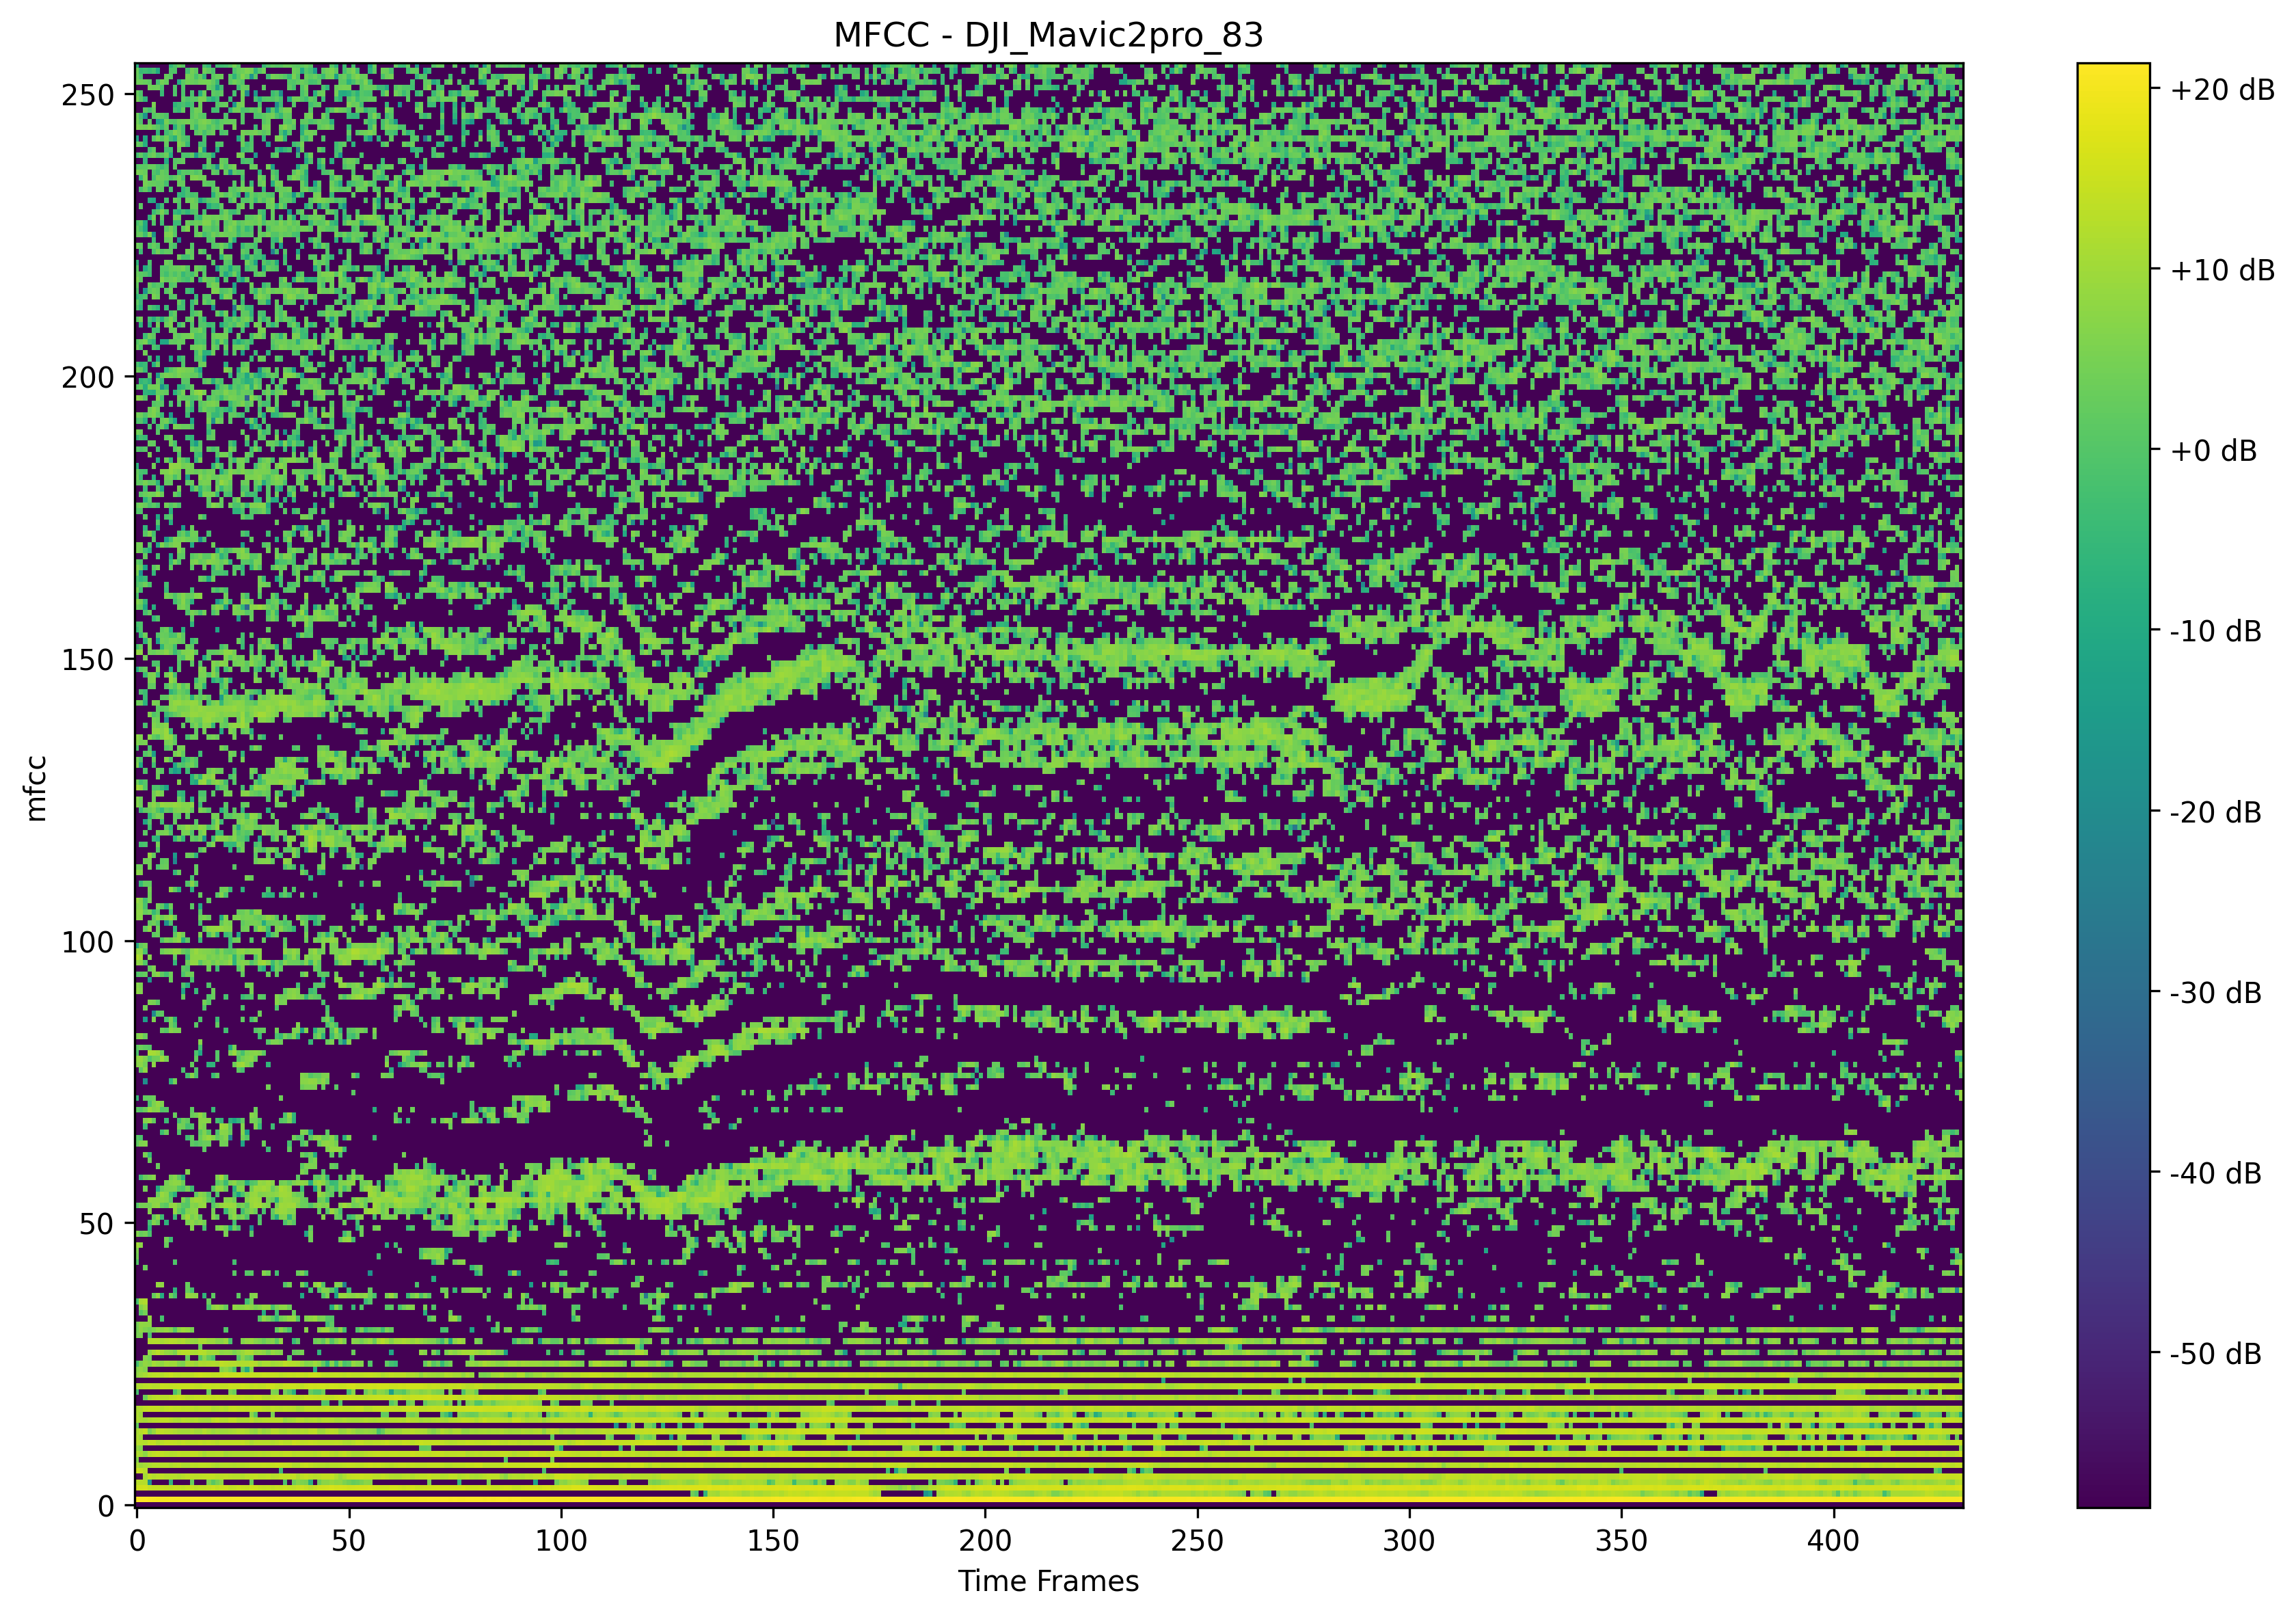 MFCC - DJI_Mavic2pro_83
250
200
150
100
50
0
mfcc
0 50 100 150 200 250 300 350 400
Time Frames
+20 dB
+10 dB
+0 dB
-10 dB
-20 dB
-30 dB
-40 dB
-50 dB